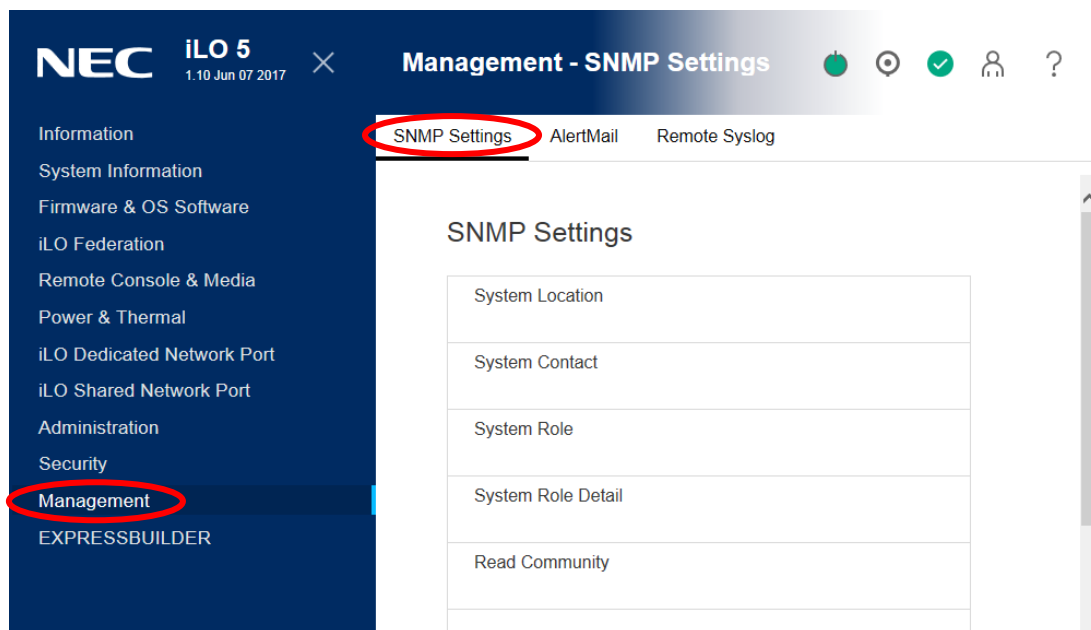 NEC
iLO 5
1.10 Jun 07 2017
Management - SNMP Settings
?
Information
System Information
Firmware & OS Software
iLO Federation
Remote Console & Media
Power & Thermal
iLO Dedicated Network Port
iLO Shared Network Port
Administration
Security
Management
EXPRESSBUILDER
SNMP Settings AlertMail Remote Syslog
SNMP Settings
System Location
System Contact
System Role
System Role Detail
Read Community